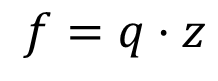 f = q · z